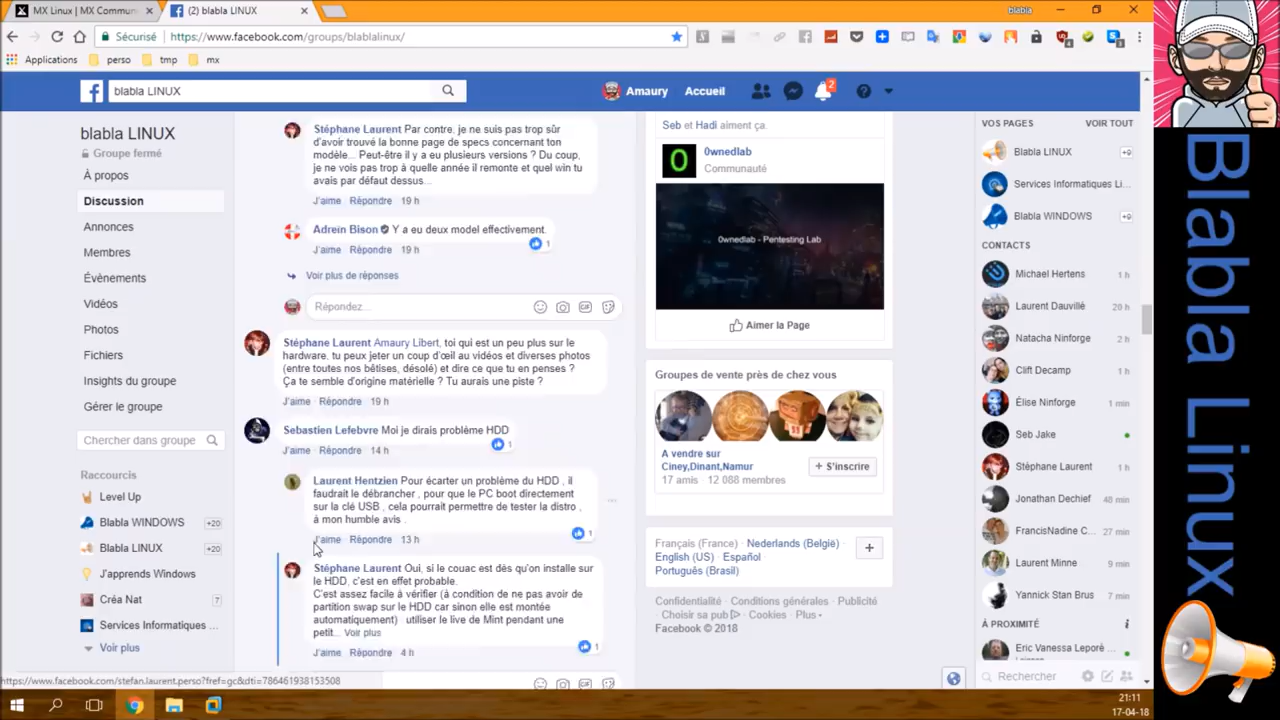 MX Linux | MX Commun
(2) blabla LINUX
blabla
Sécurisé
https://www.facebook.com/groups/blablalinux/
Applications
perso
tmp
mx
blabla LINUX
Amaury
Accueil
2
blabla LINUX
Groupe fermé
À propos
Discussion
Annonces
Membres
Évènements
Vidéos
Photos
Fichiers
Insights du groupe
Gérer le groupe
Chercher dans groupe
Raccourcis
Level Up
Blabla WINDOWS +20
Blabla LINUX +20
J'apprends Windows
Créa Nat 7
Services Informatiques ...
Voir plus
Stéphane Laurent Par contre. je ne suis pas trop sûr
d'avoir trouvé la bonne page de specs concernant ton
modèle... Peut-être il y a eu plusieurs versions ? Du coup,
je ne vois pas trop à quelle année il remonte et quel win tu
avais par défaut dessus...
J'aime Répondre 19 h
Adrein Bison Y a eu deux model effectivement.
1
J'aime Répondre 19 h
Voir plus de réponses
Répondez...
Stéphane Laurent Amaury Libert, toi qui est un peu plus sur le
hardware. tu peux jeter un coup d'œil au vidéos et diverses photos
(entre toutes nos bêtises, désolé) et dire ce que tu en penses ?
Ça te semble d'origine matérielle ? Tu aurais une piste ?
J'aime Répondre 19 h
Sebastien Lefebvre Moi je dirais problème HDD
1
J'aime Répondre 14 h
Laurent Hentzien Pour écarter un problème du HDD , il
faudrait le débrancher , pour que le PC boot directement
sur la clé USB , cela pourrait permettre de tester la distro ,
à mon humble avis .
1
J'aime Répondre 13 h
Stéphane Laurent Oui, si le couac est dès qu'on installe sur
le HDD, c'est en effet probable.
C'est assez facile à vérifier (à condition de ne pas avoir de
partition swap sur le HDD car sinon elle est montée
automatiquement) utiliser le live de Mint pendant une
petit... Voir plus
1
J'aime Répondre 4 h
Seb et Hadi aiment ça.
0
0wnedlab
Communauté
0wnedlab - Pentesting Lab
Aimer la Page
Groupes de vente près de chez vous
A vendre sur
Ciney,Dinant,Namur
17 amis · 12 088 membres
+ S'inscrire
Français (France) · Nederlands (België) ·
English (US) · Español ·
Português (Brasil)
Confidentialité · Conditions générales · Publicité
· Choisir sa pub · Cookies · Plus
Facebook © 2018
VOS PAGES VOIR TOUT
Blabla LINUX +9
Services Informatiques Li...
Blabla WINDOWS +9
CONTACTS
Michael Hertens 1 h
Laurent Dauvillé 20 h
Natacha Ninforge 2 h
Clift Decamp 1 h
Élise Ninforge 1 min
Seb Jake
Stéphane Laurent 1 h
Jonathan Dechief 48 min
FrancisNadine C... 27 min
Laurent Minne 9 min
Yannick Stan Brus 7 min
À PROXIMITÉ
Eric Vanessa Leporé ...
Rechercher
https://www.facebook.com/stefan.laurent.perso?fref=gc&dti=786461938153508
21:11
17-04-18
Blabla Linux